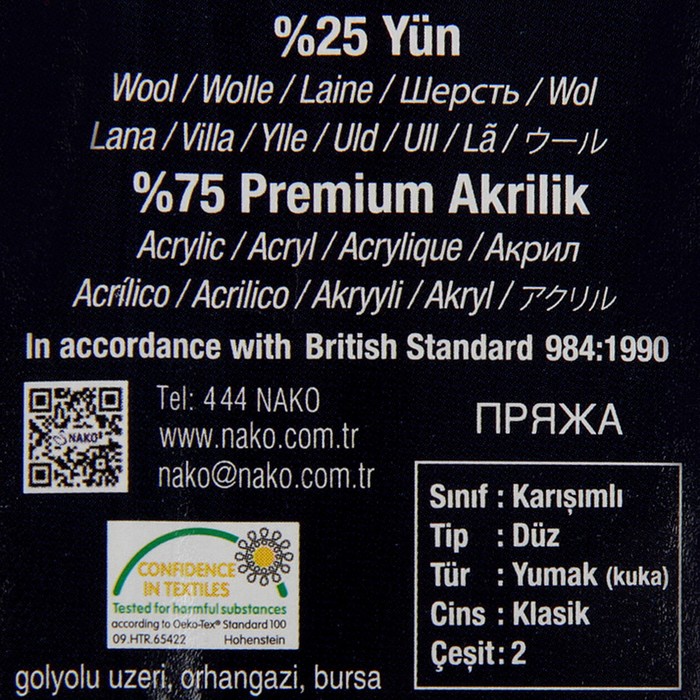 %25 Yün
Wool / Wolle / Laine / Шерсть / Wol
Lana / Villa / Ylle / Uld / Ull / Lã / ウール
%75 Premium Akrilik
Acrylic / Acryl / Acrylique / Акрил
Acrílico / Acrilico / Akryyli / Akryl / アクリル
In accordance with British Standard 984:1990
NAKO
Tel: 444 NAKO
www.nako.com.tr
nako@nako.com.tr
ПРЯЖА
Sınıf : Karışımlı
Tip : Düz
Tür : Yumak (kuka)
Cins : Klasik
Çeşit : 2
CONFIDENCE
IN TEXTILES
Tested for harmful substances
according to Oeko-Tex® Standard 100
09.HTR.65422 Hohenstein
golyolu uzeri, orhangazi, bursa